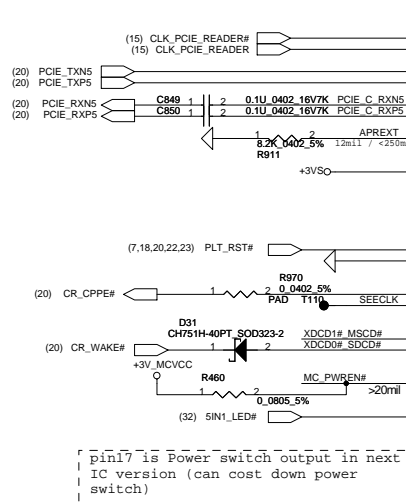 (15) CLK_PCIE_READER#
(15) CLK_PCIE_READER
(20) PCIE_TXN5
(20) PCIE_TXP5
(20) PCIE_RXN5 C849 1 2 0.1U_0402_16V7K PCIE_C_RXN5
(20) PCIE_RXP5 C850 1 2 0.1U_0402_16V7K PCIE_C_RXP5
1 2 APREXT
8.2K_0402_5% 12mil / <250m
R911
+3VS
(7,18,20,22,23) PLT_RST#
R970
0_0402_5%
(20) CR_CPPE# 1 2
PAD T110 SEECLK
D31
CH751H-40PT_SOD323-2
XDCD1#_MSCD#
(20) CR_WAKE# 1 2 XDCD0#_SDCD#
+3V_MCVCC
R460 MC_PWREN#
1 2 >20mil
0_0805_5%
(32) 5IN1_LED#
pin17 is Power switch output in next
IC version (can cost down power
switch)